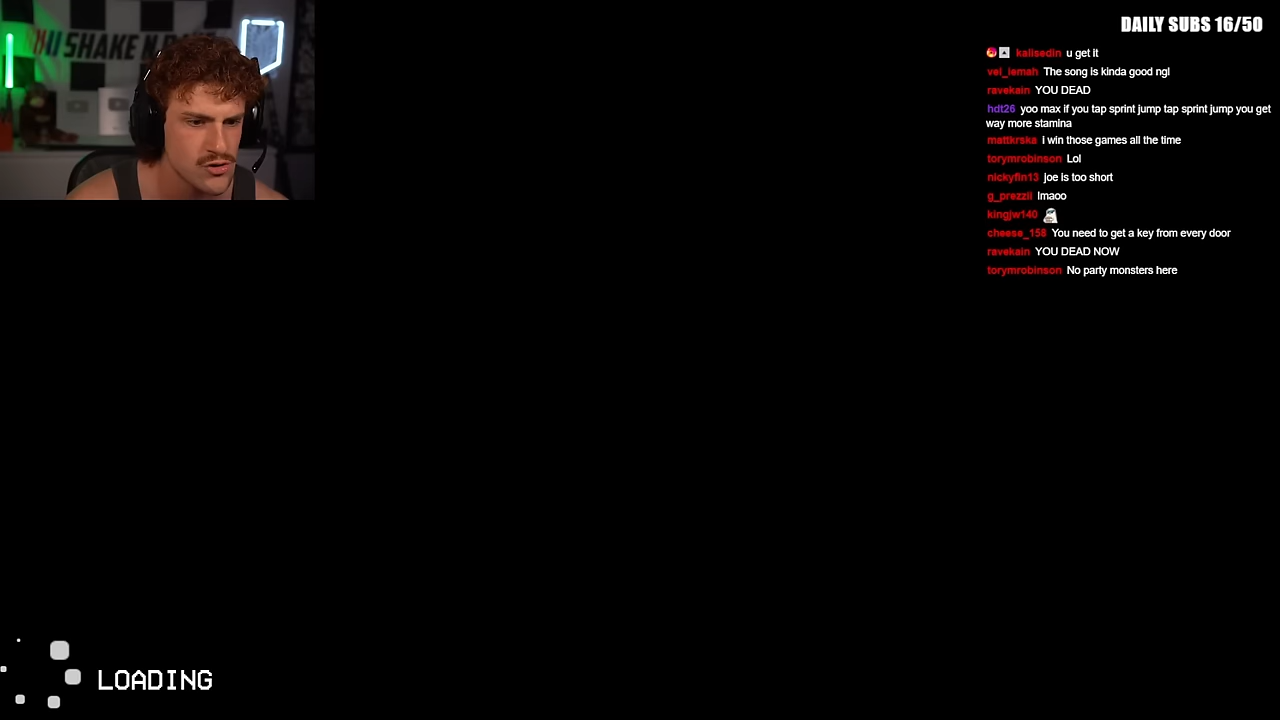 SHAKE N
DAILY SUBS 16/50
kalisedin u get it
vel_lemah The song is kinda good ngl
ravekain YOU DEAD
hdt26 yoo max if you tap sprint jump tap sprint jump you get
way more stamina
mattkrska i win those games all the time
torymrobinson Lol
nickyfin13 joe is too short
g_prezzii lmaoo
kingjw140
cheese_158 You need to get a key from every door
ravekain YOU DEAD NOW
torymrobinson No party monsters here
LOADING